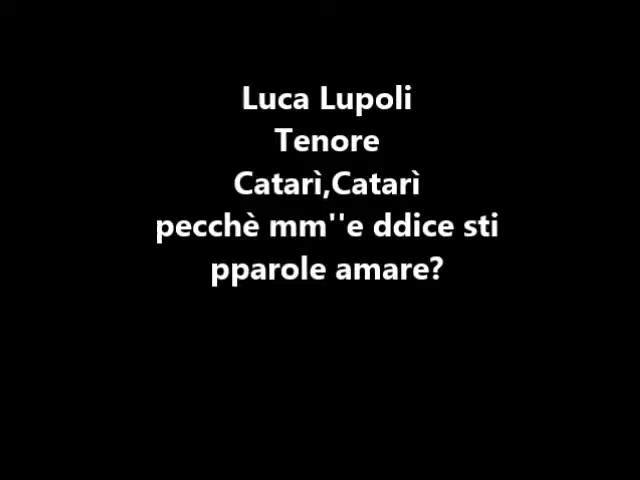 Luca Lupoli
Tenore
Catarì,Catarì
pecchè mm''e ddice sti
pparole amare?